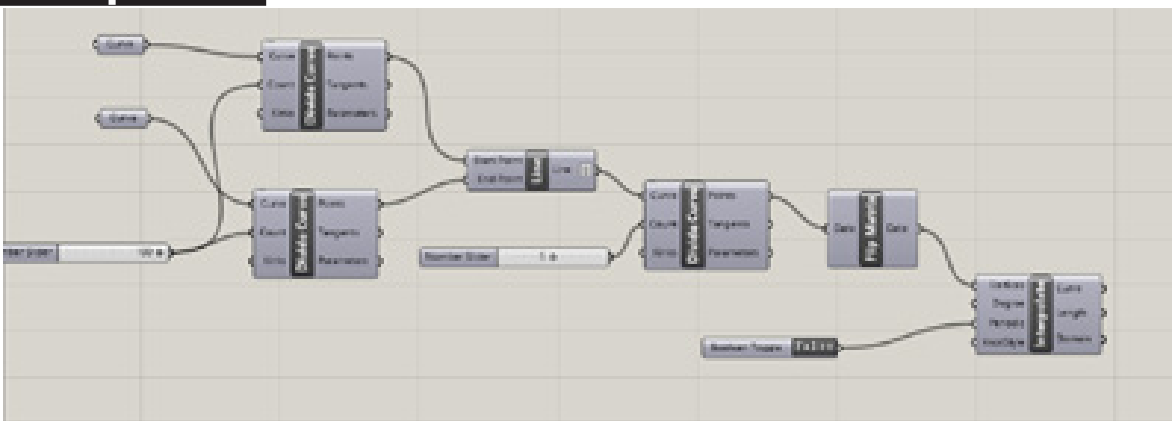 Curve
Curve
Curve
Count
Kinks
Divide Curve
Points
Tangents
Parameters
Curve
Count
Kinks
Divide Curve
Points
Tangents
Parameters
Start Point
End Point
Line
Line
Number Slider
Curve
Count
Kinks
Divide Curve
Points
Tangents
Parameters
Data
Flip Matrix
Data
Boolean Toggle False
Vertices
Degree
Periodic
KnotStyle
Interpolate
Curve
Length
Domain